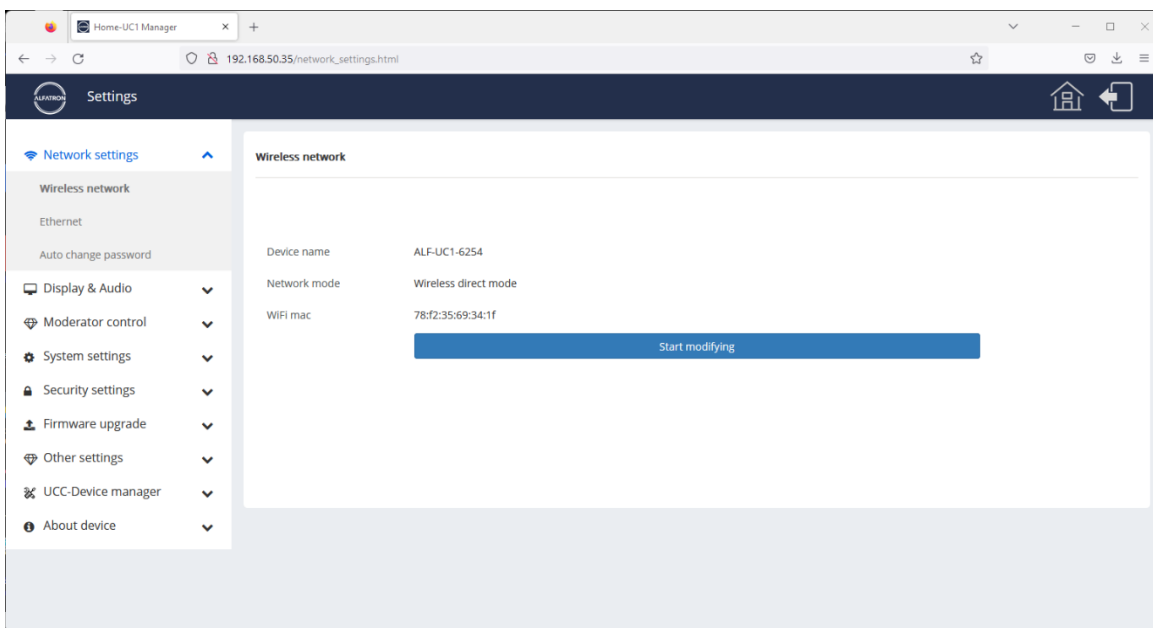 Home-UC1 Manager
192.168.50.35/network_settings.html
ALFATRON
Settings
Network settings
Wireless network
Ethernet
Auto change password
Display & Audio
Moderator control
System settings
Security settings
Firmware upgrade
Other settings
UCC-Device manager
About device
Wireless network
Device name ALF-UC1-6254
Network mode Wireless direct mode
WiFi mac 78:f2:35:69:34:1f
Start modifying